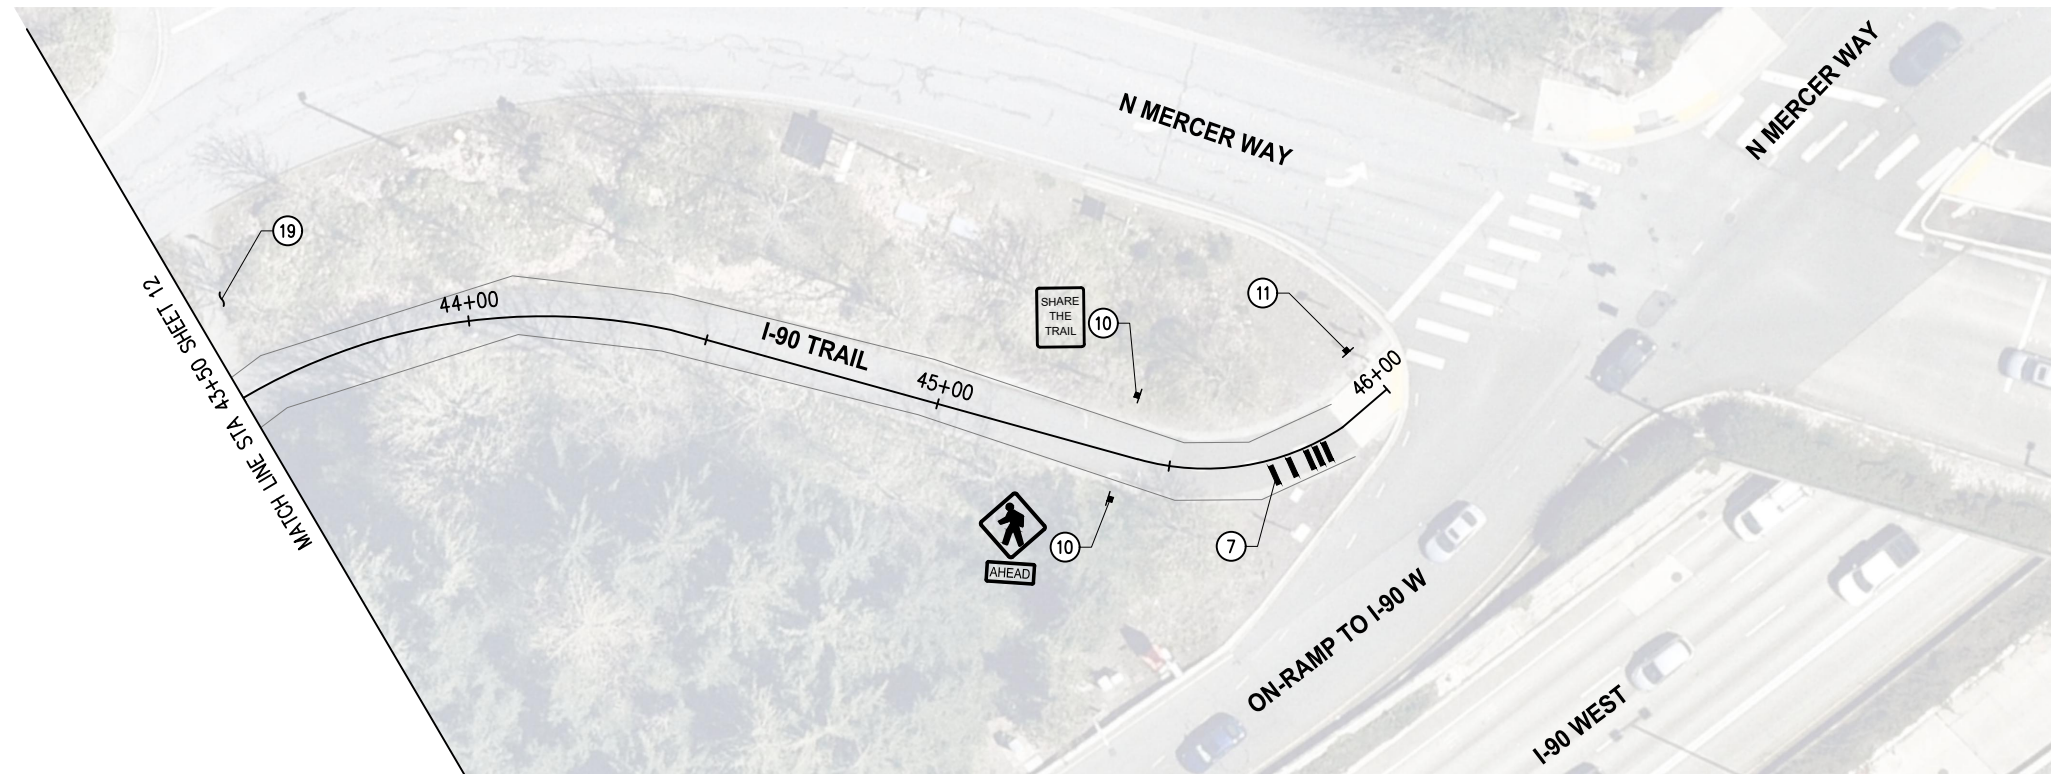 N MERCER WAY
N MERCER WAY
19
MATCH LINE STA 43+50 SHEET 12
44+00
I-90 TRAIL
45+00
SHARE
THE
TRAIL
10
11
46+00
AHEAD
10
7
ON-RAMP TO I-90 W
I-90 WEST